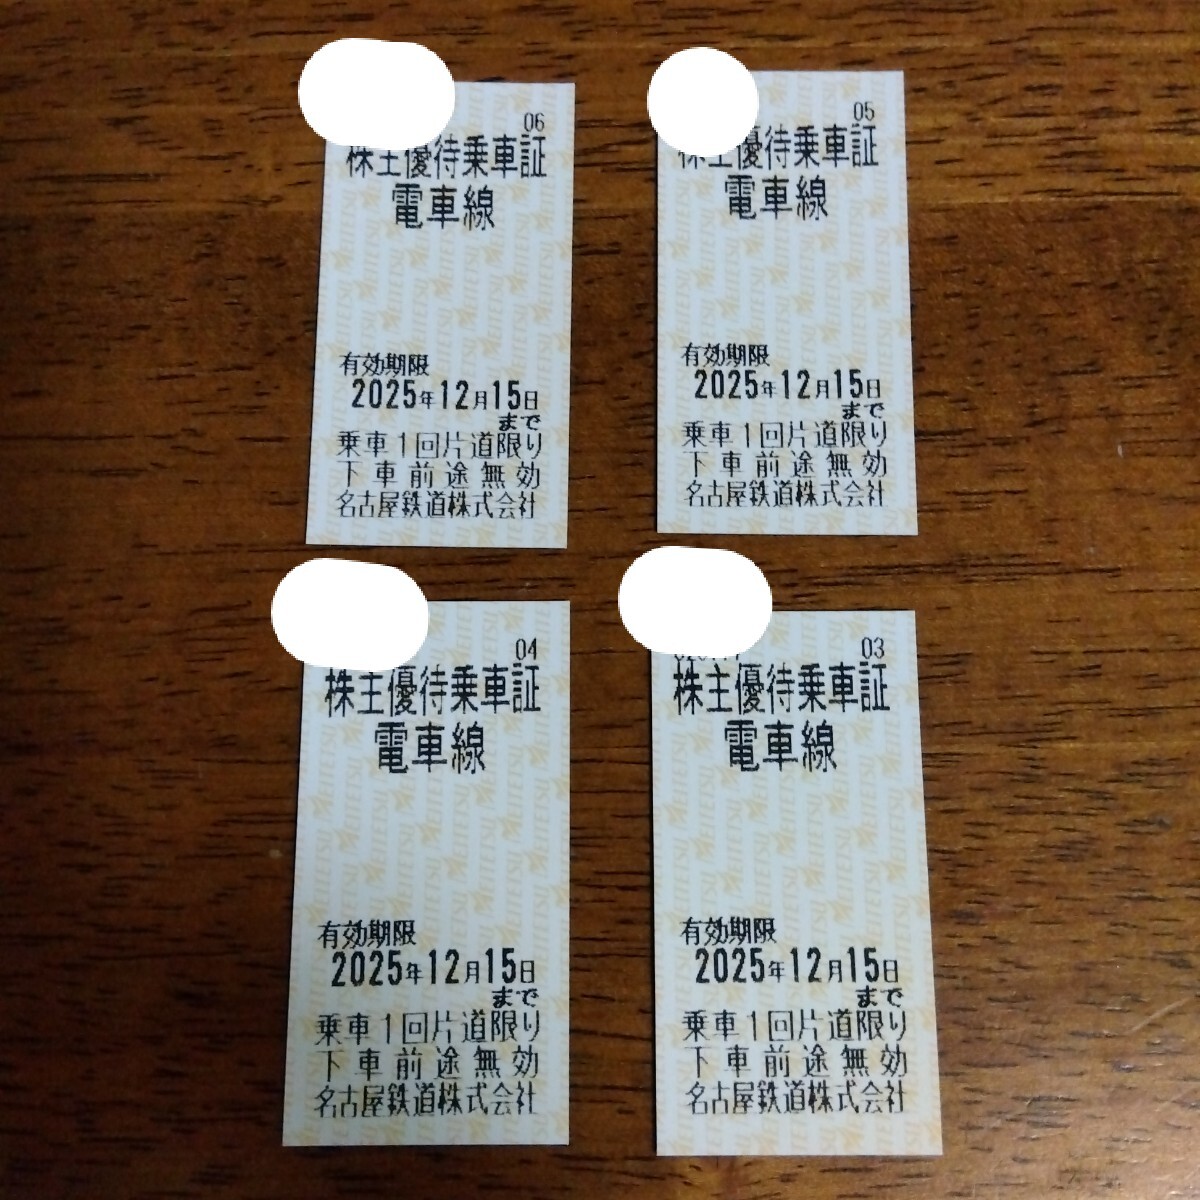 06
株主優待乗車証
電車線
有効期限
2025年12月15日
まで
乗車1回片道限り
下車前途無効
名古屋鉄道株式会社
05
株主優待乗車証
電車線
有効期限
2025年12月15日
まで
乗車1回片道限り
下車前途無効
名古屋鉄道株式会社
04
株主優待乗車証
電車線
有効期限
2025年12月15日
まで
乗車1回片道限り
下車前途無効
名古屋鉄道株式会社
03
株主優待乗車証
電車線
有効期限
2025年12月15日
まで
乗車1回片道限り
下車前途無効
名古屋鉄道株式会社